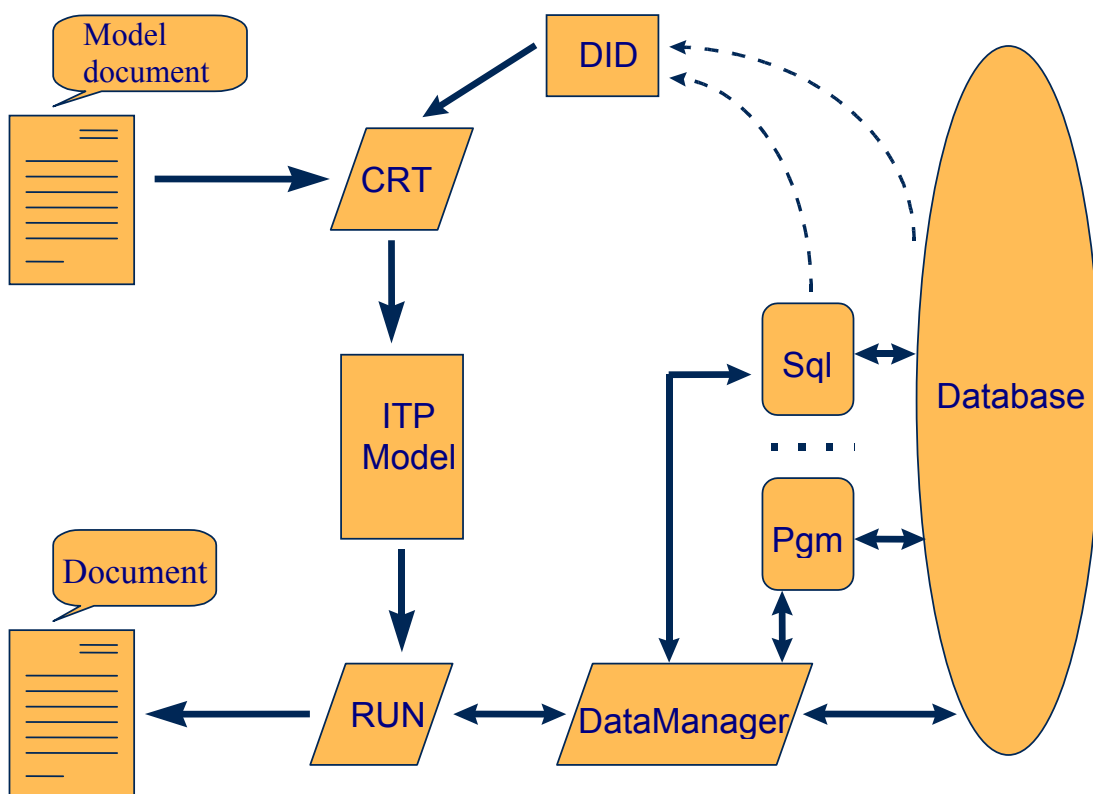 Model
document
DID
CRT
Sql
ITP
Model
Database
Pgm
Document
RUN
DataManager